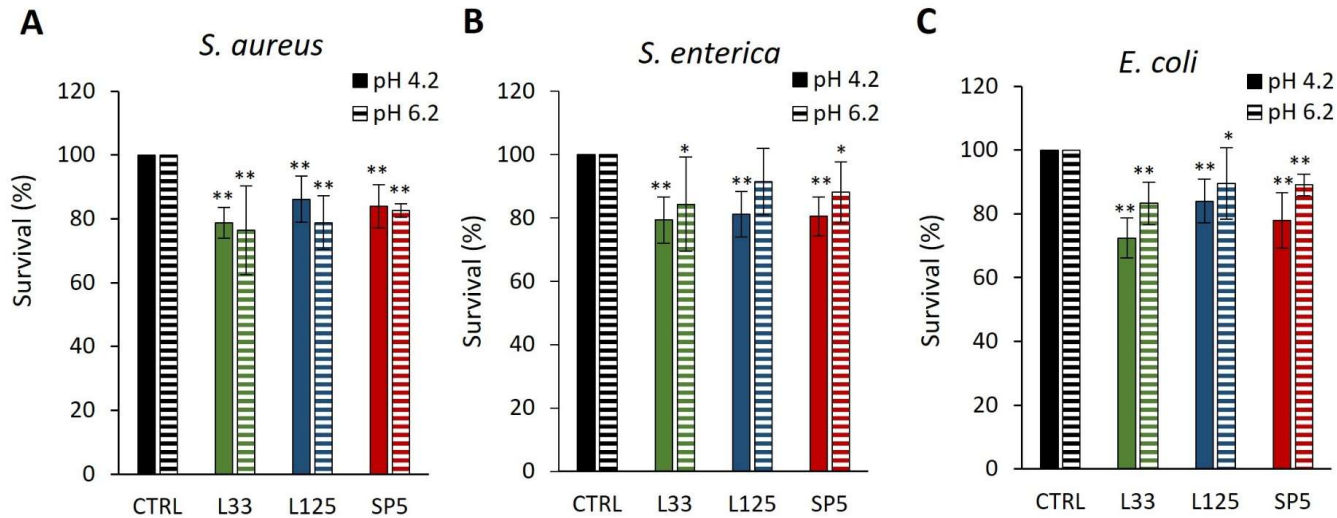 A
S. aureus
pH 4.2
pH 6.2
Survival (%)
120
100
80
60
40
20
0
** ** ** ** ** **
CTRL L33 L125 SP5
B
S. enterica
pH 4.2
pH 6.2
Survival (%)
120
100
80
60
40
20
0
** * ** ** *
CTRL L33 L125 SP5
C
E. coli
pH 4.2
pH 6.2
Survival (%)
120
100
80
60
40
20
0
** ** ** * ** **
CTRL L33 L125 SP5